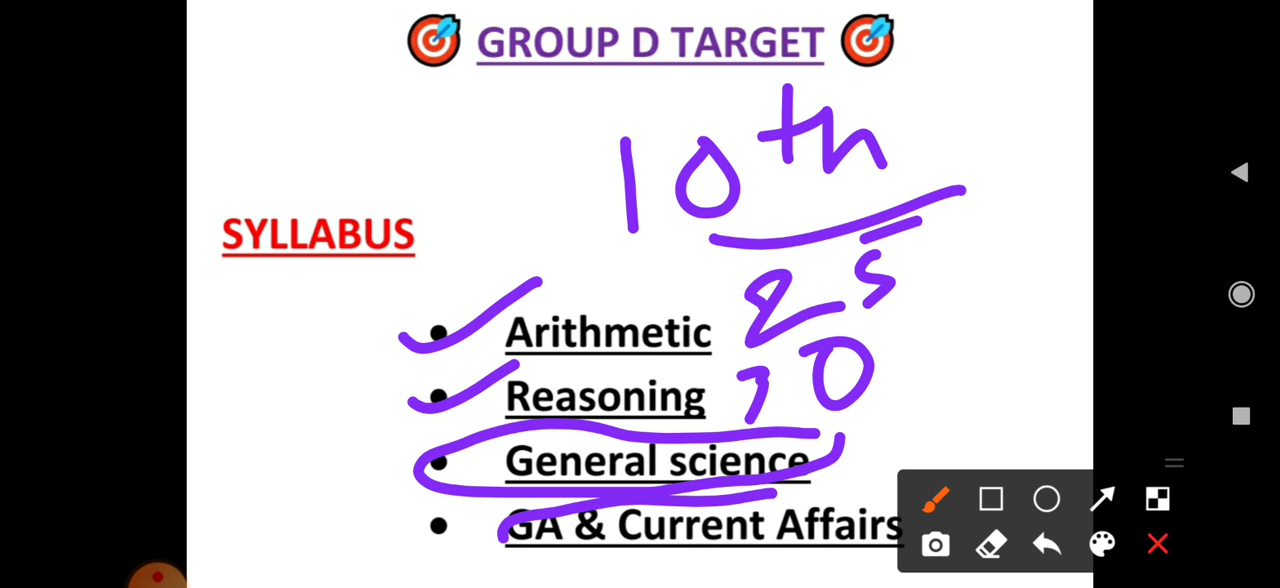 GROUP D TARGET
10th
SYLLABUS
25
Arithmetic
30
Reasoning
General science
GA & Current Affairs